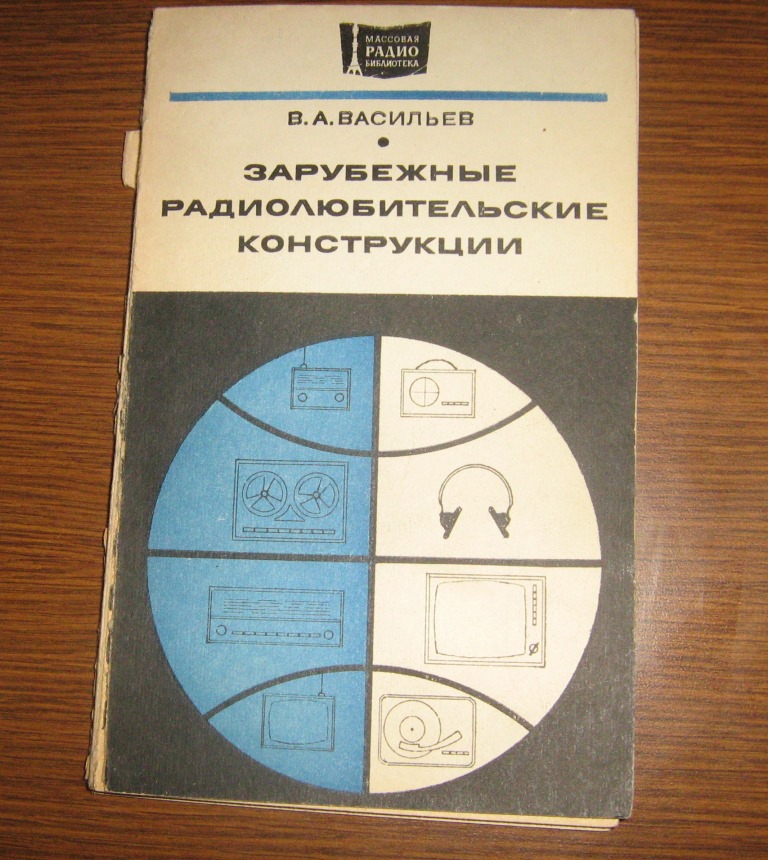 МАССОВАЯ
РАДИО
БИБЛИОТЕКА
В. А. ВАСИЛЬЕВ
ЗАРУБЕЖНЫЕ
РАДИОЛЮБИТЕЛЬСКИЕ
КОНСТРУКЦИИ